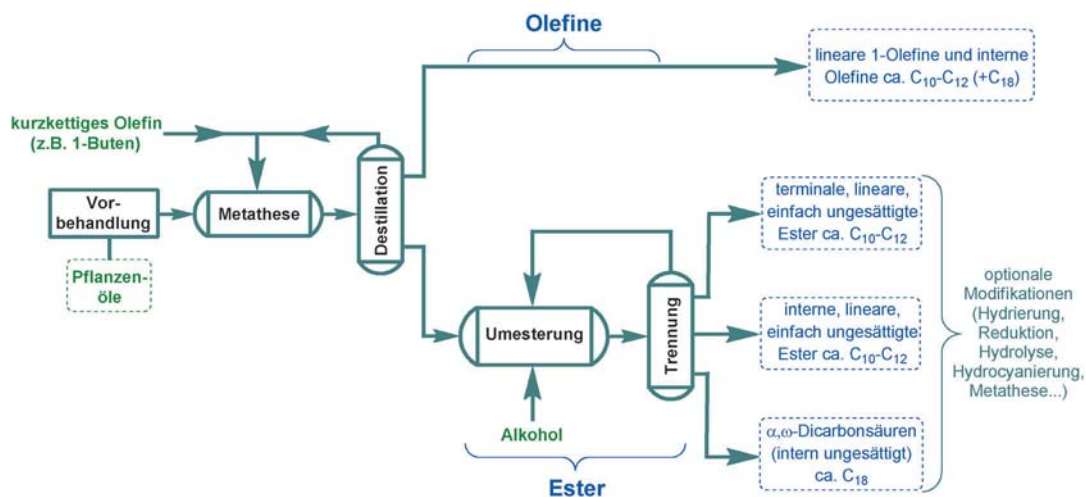 Olefine
lineare 1-Olefine und interne
Olefine ca. C₁₀-C₁₂ (+C₁₈)
kurzkettiges Olefin
(z.B. 1-Buten)
Vor-
behandlung
Metathese
Destillation
Pflanzen-
öle
terminale, lineare,
einfach ungesättigte
Ester ca. C₁₀-C₁₂
Umesterung
Trennung
interne, lineare,
einfach ungesättigte
Ester ca. C₁₀-C₁₂
optionale
Modifikationen
(Hydrierung,
Reduktion,
Hydrolyse,
Hydrocyanierung,
Metathese...)
Alkohol
α,ω-Dicarbonsäuren
(intern ungesättigt)
ca. C₁₈
Ester